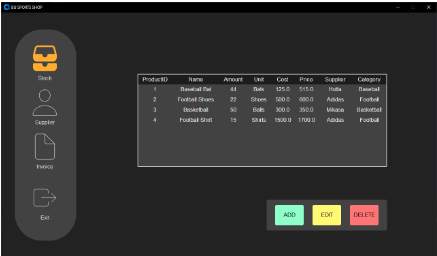 BU SPORTS SHOP
Stock
Supplier
Invoice
Exit
ProductID Name Amount Unit Cost Price Supplier Category
1 Baseball Bat 44 Bats 125.0 515.0 Hotta Baseball
2 Football Shoes 22 Shoes 500.0 600.0 Adidas Football
3 Basketball 50 Balls 300.0 350.0 Mikasa Basketball
4 Football Shirt 15 Shirts 1500.0 1700.0 Adidas Football
ADD EDIT DELETE